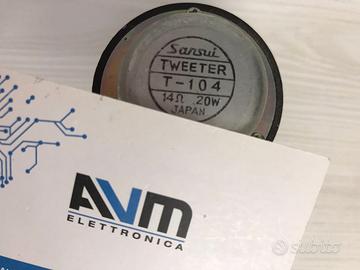 Sansui
TWEETER
T-104
14Ω 20W
JAPAN
AVM
ELETTRONICA
subito